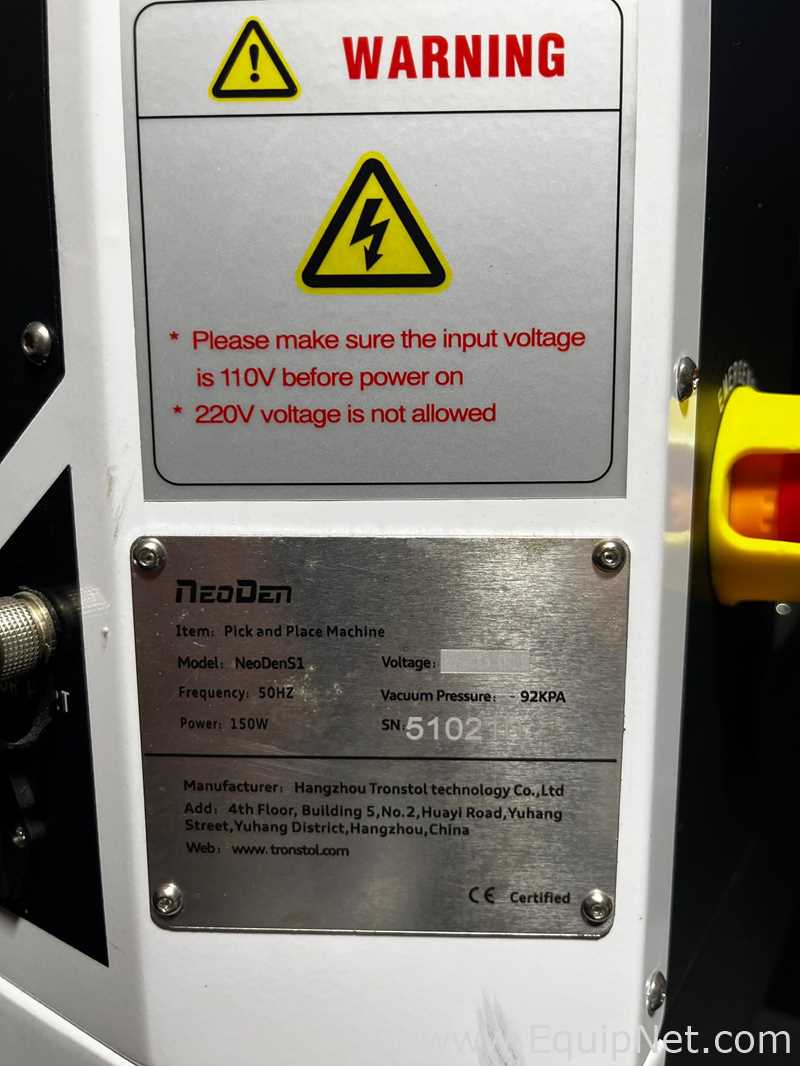 WARNING
* Please make sure the input voltage
is 110V before power on
* 220V voltage is not allowed
NEODEN
Item: Pick and Place Machine
Model: NeoDenS1
Voltage:
Frequency: 50HZ
Vacuum Pressure: - 92KPA
Power: 150W
SN:
Manufacturer: Hangzhou Tronstol technology Co.,Ltd
Add: 4th Floor, Building 5,No.2,Huayi Road,Yuhang
Street,Yuhang District,Hangzhou,China
Web: www.tronstol.com
CE Certified
www.EquipNet.com